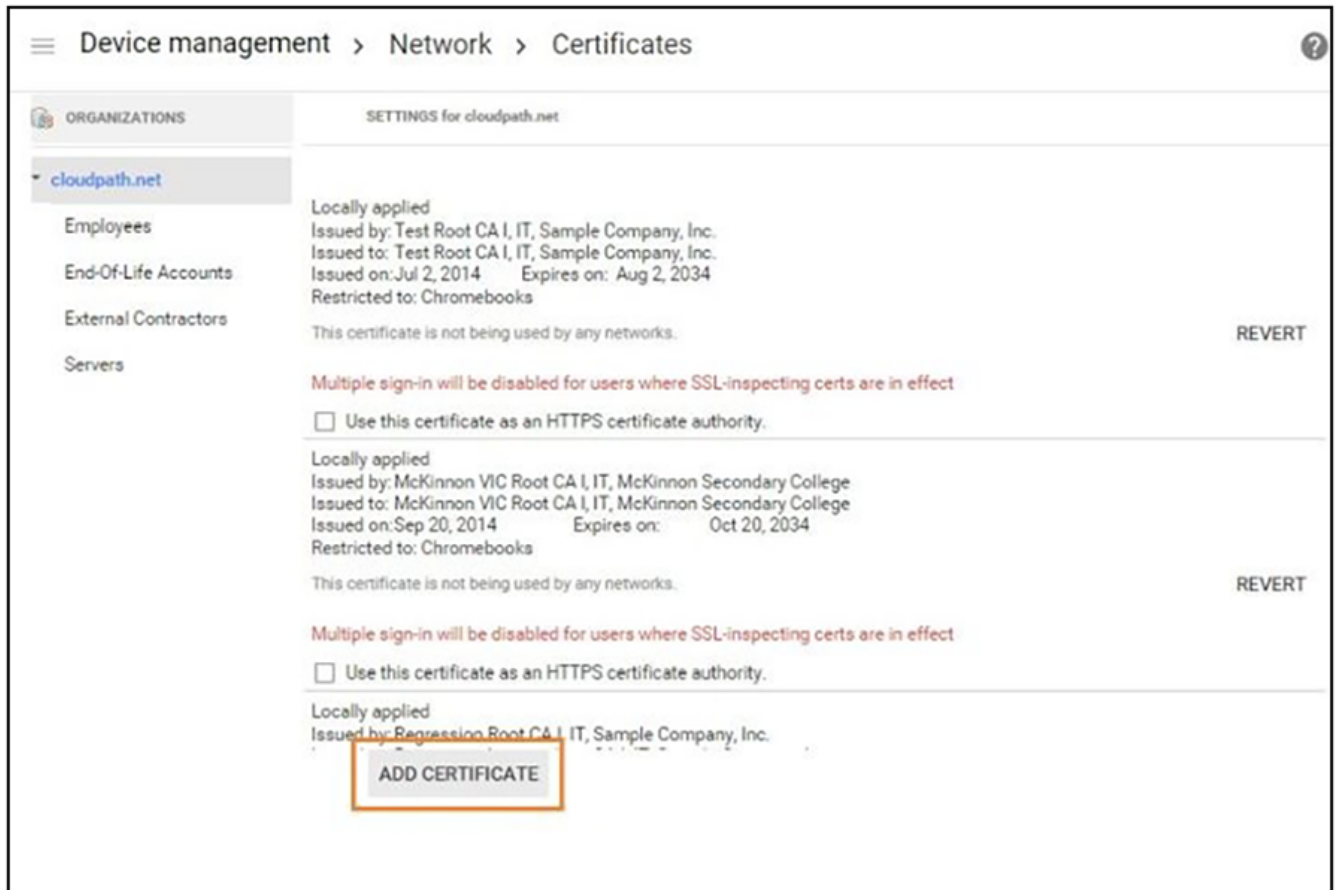 Device management > Network > Certificates
ORGANIZATIONS
SETTINGS for cloudpath.net
cloudpath.net
Employees
End-Of-Life Accounts
External Contractors
Servers
Locally applied
Issued by: Test Root CA I, IT, Sample Company, Inc.
Issued to: Test Root CA I, IT, Sample Company, Inc.
Issued on: Jul 2, 2014 Expires on: Aug 2, 2034
Restricted to: Chromebooks
This certificate is not being used by any networks.
REVERT
Multiple sign-in will be disabled for users where SSL-inspecting certs are in effect
Use this certificate as an HTTPS certificate authority.
Locally applied
Issued by: McKinnon VIC Root CA I, IT, McKinnon Secondary College
Issued to: McKinnon VIC Root CA I, IT, McKinnon Secondary College
Issued on: Sep 20, 2014 Expires on: Oct 20, 2034
Restricted to: Chromebooks
This certificate is not being used by any networks.
REVERT
Multiple sign-in will be disabled for users where SSL-inspecting certs are in effect
Use this certificate as an HTTPS certificate authority.
Locally applied
Issued by: Regression Root CA I, IT, Sample Company, Inc.
ADD CERTIFICATE